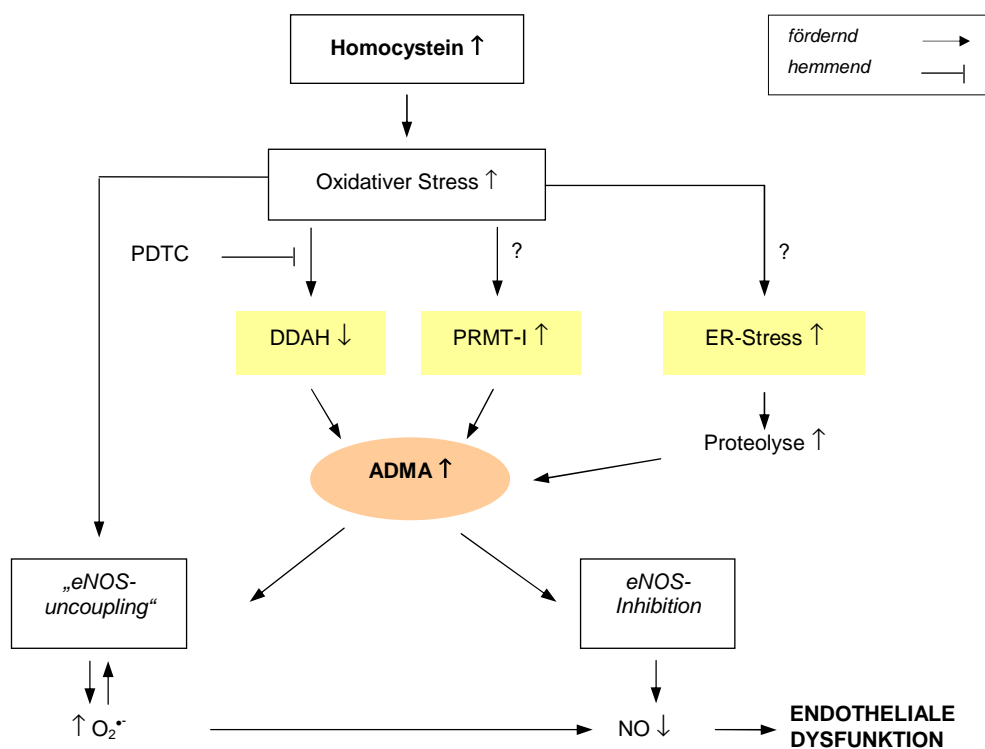 Homocystein ↑
fördernd
hemmend
Oxidativer Stress ↑
PDTC
?
?
DDAH ↓
PRMT-I ↑
ER-Stress ↑
Proteolyse ↑
ADMA ↑
„eNOS-
uncoupling“
eNOS-
Inhibition
↑ O₂•-
NO ↓
ENDOTHELIALE
DYSFUNKTION